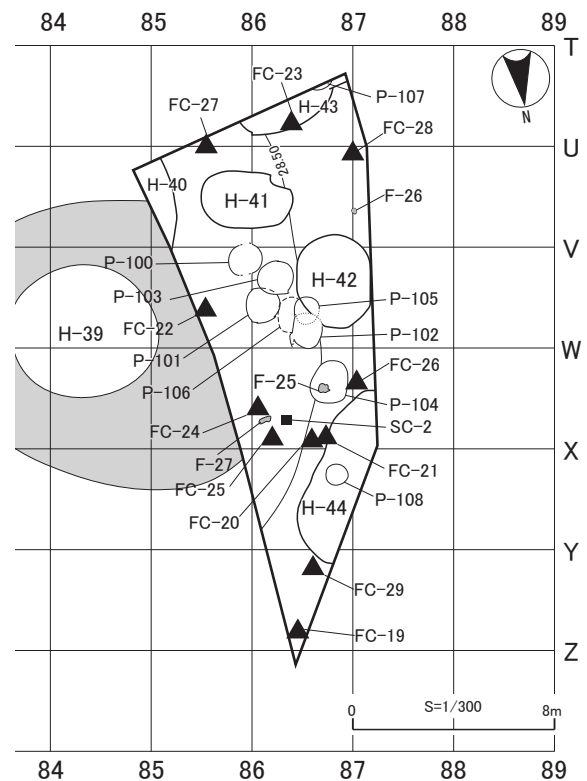 84 85 86 87 88 89
T
FC-23
P-107
H-43
FC-27
N
FC-28
U
28.50
H-40
H-41
F-26
V
P-100
H-42
P-103
P-105
FC-22
H-39
P-102
P-101
W
FC-26
P-106
F-25
P-104
FC-24
SC-2
F-27
X
FC-21
FC-25
P-108
FC-20
H-44
Y
FC-29
FC-19
Z
S=1/300
0 8m
84 85 86 87 88 89